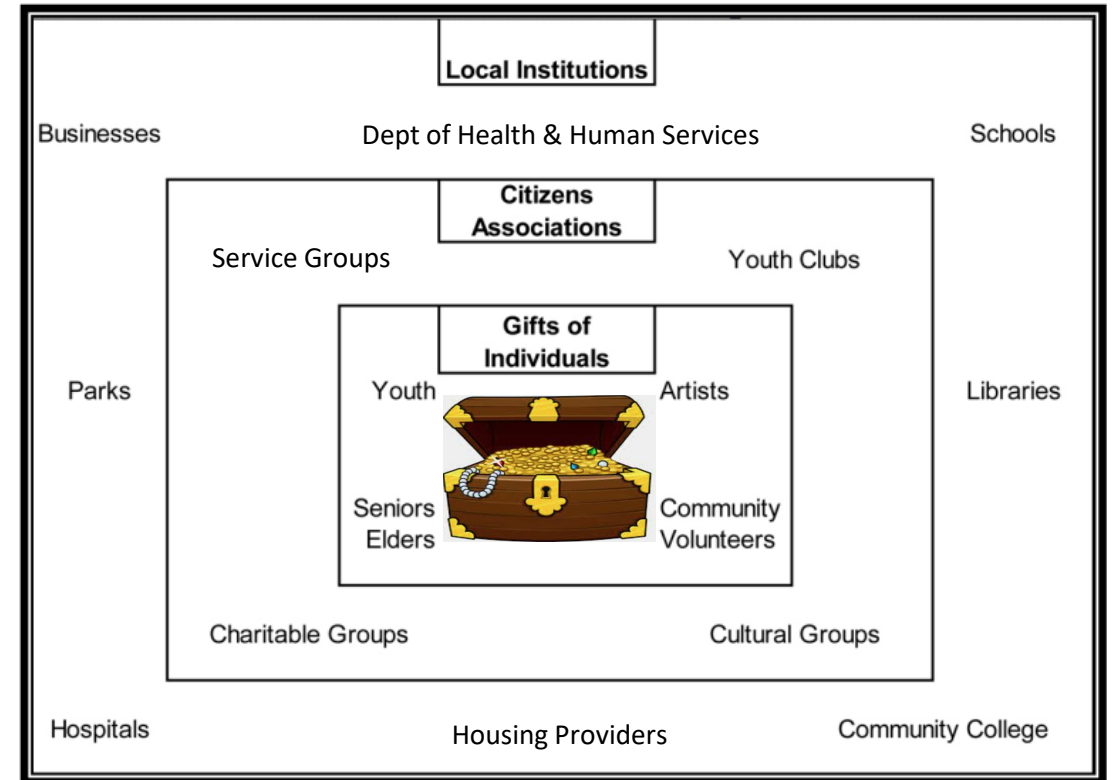 Local Institutions
Businesses
Dept of Health & Human Services
Schools
Citizens
Associations
Service Groups
Youth Clubs
Gifts of
Individuals
Parks
Youth
Artists
Libraries
Seniors
Elders
Community
Volunteers
Charitable Groups
Cultural Groups
Hospitals
Housing Providers
Community College